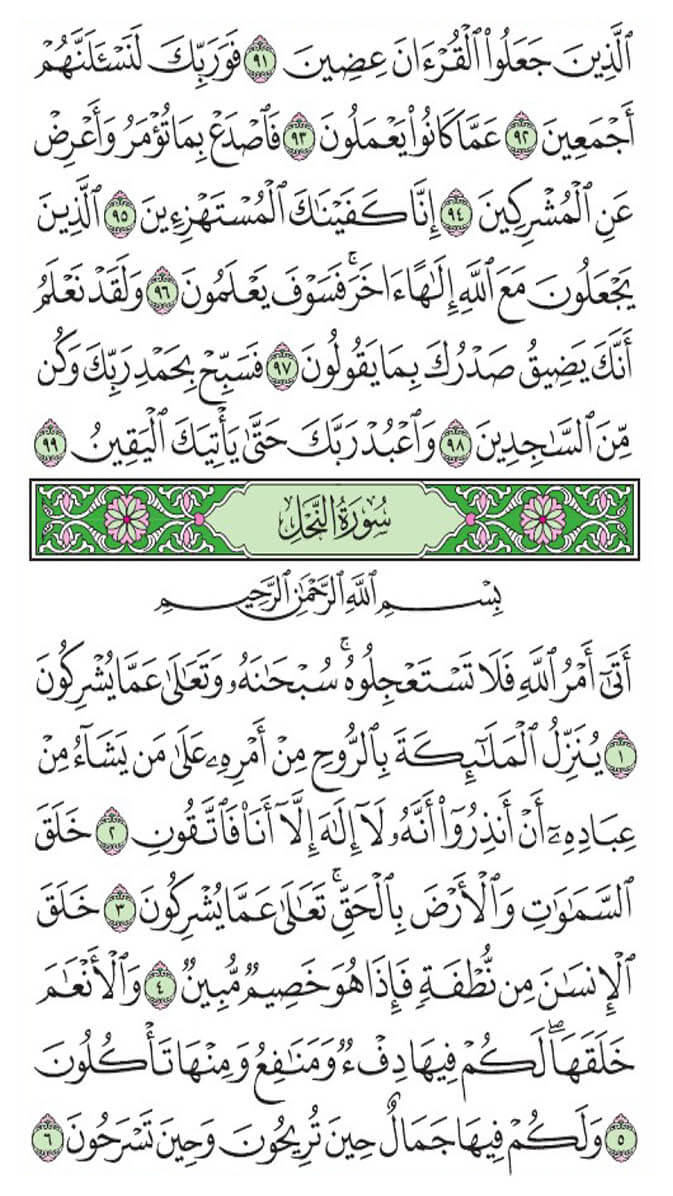 ٱلَّذِينَ جَعَلُوا۟ ٱلْقُرْءَانَ عِضِينَ ٩١ فَوَرَبِّكَ لَنَسْـَٔلَنَّهُمْ
أَجْمَعِينَ ٩٢ عَمَّا كَانُوا۟ يَعْمَلُونَ ٩٣ فَٱصْدَعْ بِمَا تُؤْمَرُ وَأَعْرِضْ
عَنِ ٱلْمُشْرِكِينَ ٩٤ إِنَّا كَفَيْنَـٰكَ ٱلْمُسْتَهْزِءِينَ ٩٥ ٱلَّذِينَ
يَجْعَلُونَ مَعَ ٱللَّهِ إِلَـٰهًا ءَاخَرَ ۚ فَسَوْفَ يَعْلَمُونَ ٩٦ وَلَقَدْ نَعْلَمُ
أَنَّكَ يَضِيقُ صَدْرُكَ بِمَا يَقُولُونَ ٩٧ فَسَبِّحْ بِحَمْدِ رَبِّكَ وَكُن
مِّنَ ٱلسَّـٰجِدِينَ ٩٨ وَٱعْبُدْ رَبَّكَ حَتَّىٰ يَأْتِيَكَ ٱلْيَقِينُ ٩٩
سُورَةُ النَّحْلِ
بِسْمِ ٱللَّهِ ٱلرَّحْمَـٰنِ ٱلرَّحِيمِ
أَتَىٰٓ أَمْرُ ٱللَّهِ فَلَا تَسْتَعْجِلُوهُ ۚ سُبْحَـٰنَهُۥ وَتَعَـٰلَىٰ عَمَّا يُشْرِكُونَ
١ يُنَزِّلُ ٱلْمَلَـٰٓئِكَةَ بِٱلرُّوحِ مِنْ أَمْرِهِۦ عَلَىٰ مَن يَشَآءُ مِنْ
عِبَادِهِۦٓ أَنْ أَنذِرُوٓا۟ أَنَّهُۥ لَآ إِلَـٰهَ إِلَّآ أَنَا۠ فَٱتَّقُونِ ٢ خَلَقَ
ٱلسَّمَـٰوَٰتِ وَٱلْأَرْضَ بِٱلْحَقِّ ۚ تَعَـٰلَىٰ عَمَّا يُشْرِكُونَ ٣ خَلَقَ
ٱلْإِنسَـٰنَ مِن نُّطْفَةٍ فَإِذَا هُوَ خَصِيمٌ مُّبِينٌ ٤ وَٱلْأَنْعَـٰمَ
خَلَقَهَا ۗ لَكُمْ فِيهَا دِفْءٌ وَمَنَـٰفِعُ وَمِنْهَا تَأْكُلُونَ
٥ وَلَكُمْ فِيهَا جَمَالٌ حِينَ تُرِيحُونَ وَحِينَ تَسْرَحُونَ ٦